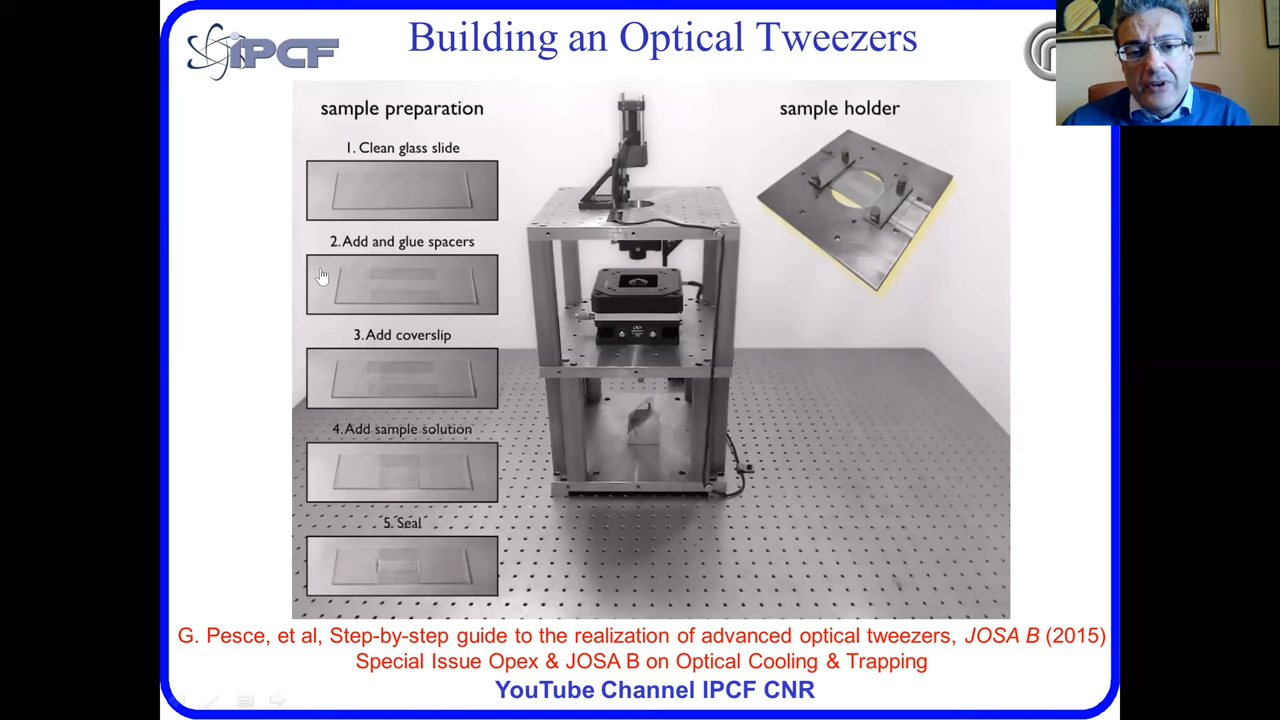 IPCF
Building an Optical Tweezers
sample preparation
1. Clean glass slide
2. Add and glue spacers
3. Add coverslip
4. Add sample solution
5. Seal
sample holder
G. Pesce, et al, Step-by-step guide to the realization of advanced optical tweezers, JOSA B (2015)
Special Issue Opex & JOSA B on Optical Cooling & Trapping
YouTube Channel IPCF CNR